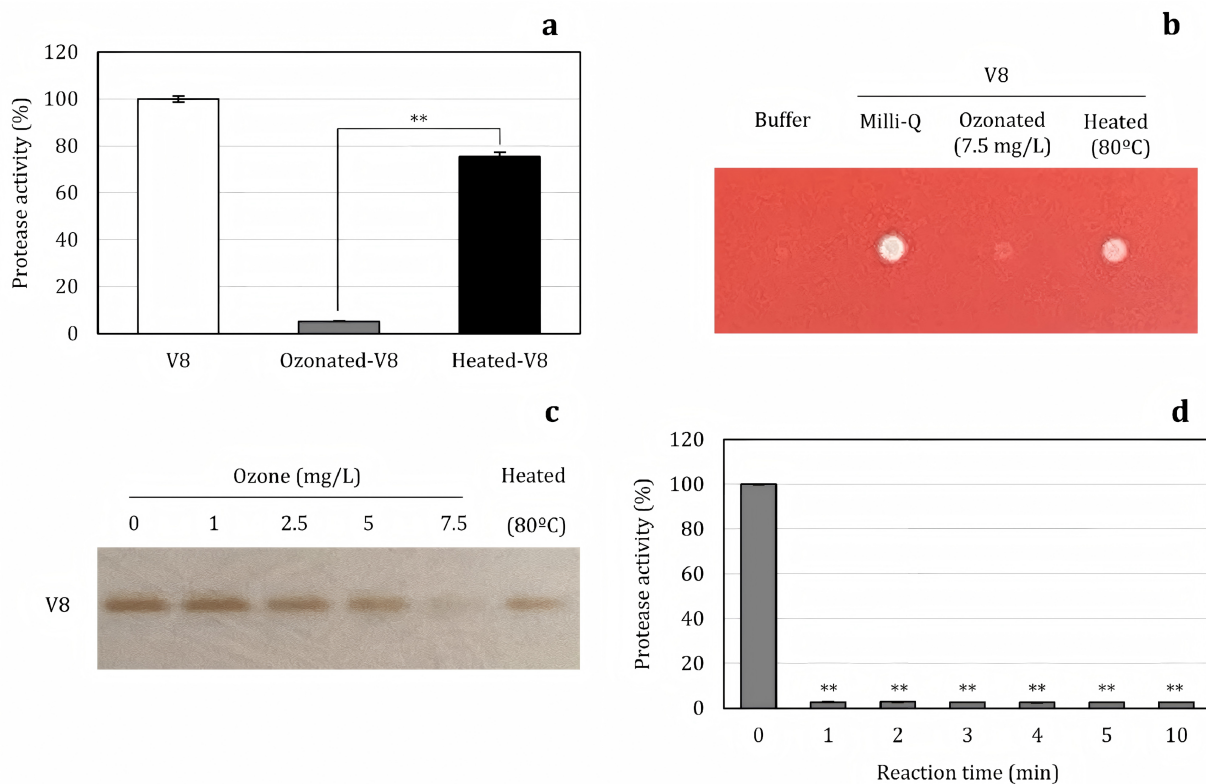 a
120
100
80
60
40
20
0
Protease activity (%)
**
V8
Ozonated-V8
Heated-V8
b
V8
Buffer
Milli-Q
Ozonated
(7.5 mg/L)
Heated
(80ºC)
c
Ozone (mg/L)
Heated
0
1
2.5
5
7.5
(80ºC)
V8
d
120
100
80
60
40
20
0
Protease activity (%)
**
**
**
**
**
**
0
1
2
3
4
5
10
Reaction time (min)